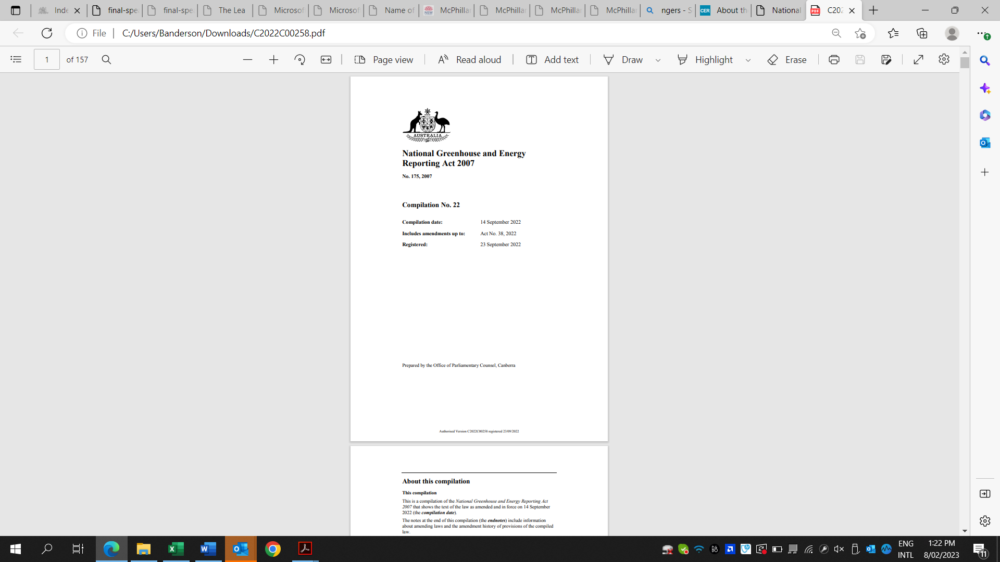 Inde
final-spe
final-spe
The Lea
Microsof
Microsof
Name of
NSW
McPhillar
McPhillar
McPhillar
McPhillar
ngers - S
CER
About th
National
PDF
C202
File
C:/Users/Banderson/Downloads/C2022C00258.pdf
1
of 157
Page view
Read aloud
Add text
Draw
Highlight
Erase
AUSTRALIA
National Greenhouse and Energy
Reporting Act 2007
No. 175, 2007
Compilation No. 22
Compilation date: 14 September 2022
Includes amendments up to: Act No. 38, 2022
Registered: 23 September 2022
Prepared by the Office of Parliamentary Counsel, Canberra
Authorised Version C2022C00258 registered 23/09/2022
About this compilation
This compilation
This is a compilation of the National Greenhouse and Energy Reporting Act
2007 that shows the text of the law as amended and in force on 14 September
2022 (the compilation date).
The notes at the end of this compilation (the endnotes) include information
about amending laws and the amendment history of provisions of the compiled
law.
ENG
INTL
1:22 PM
8/02/2023
11